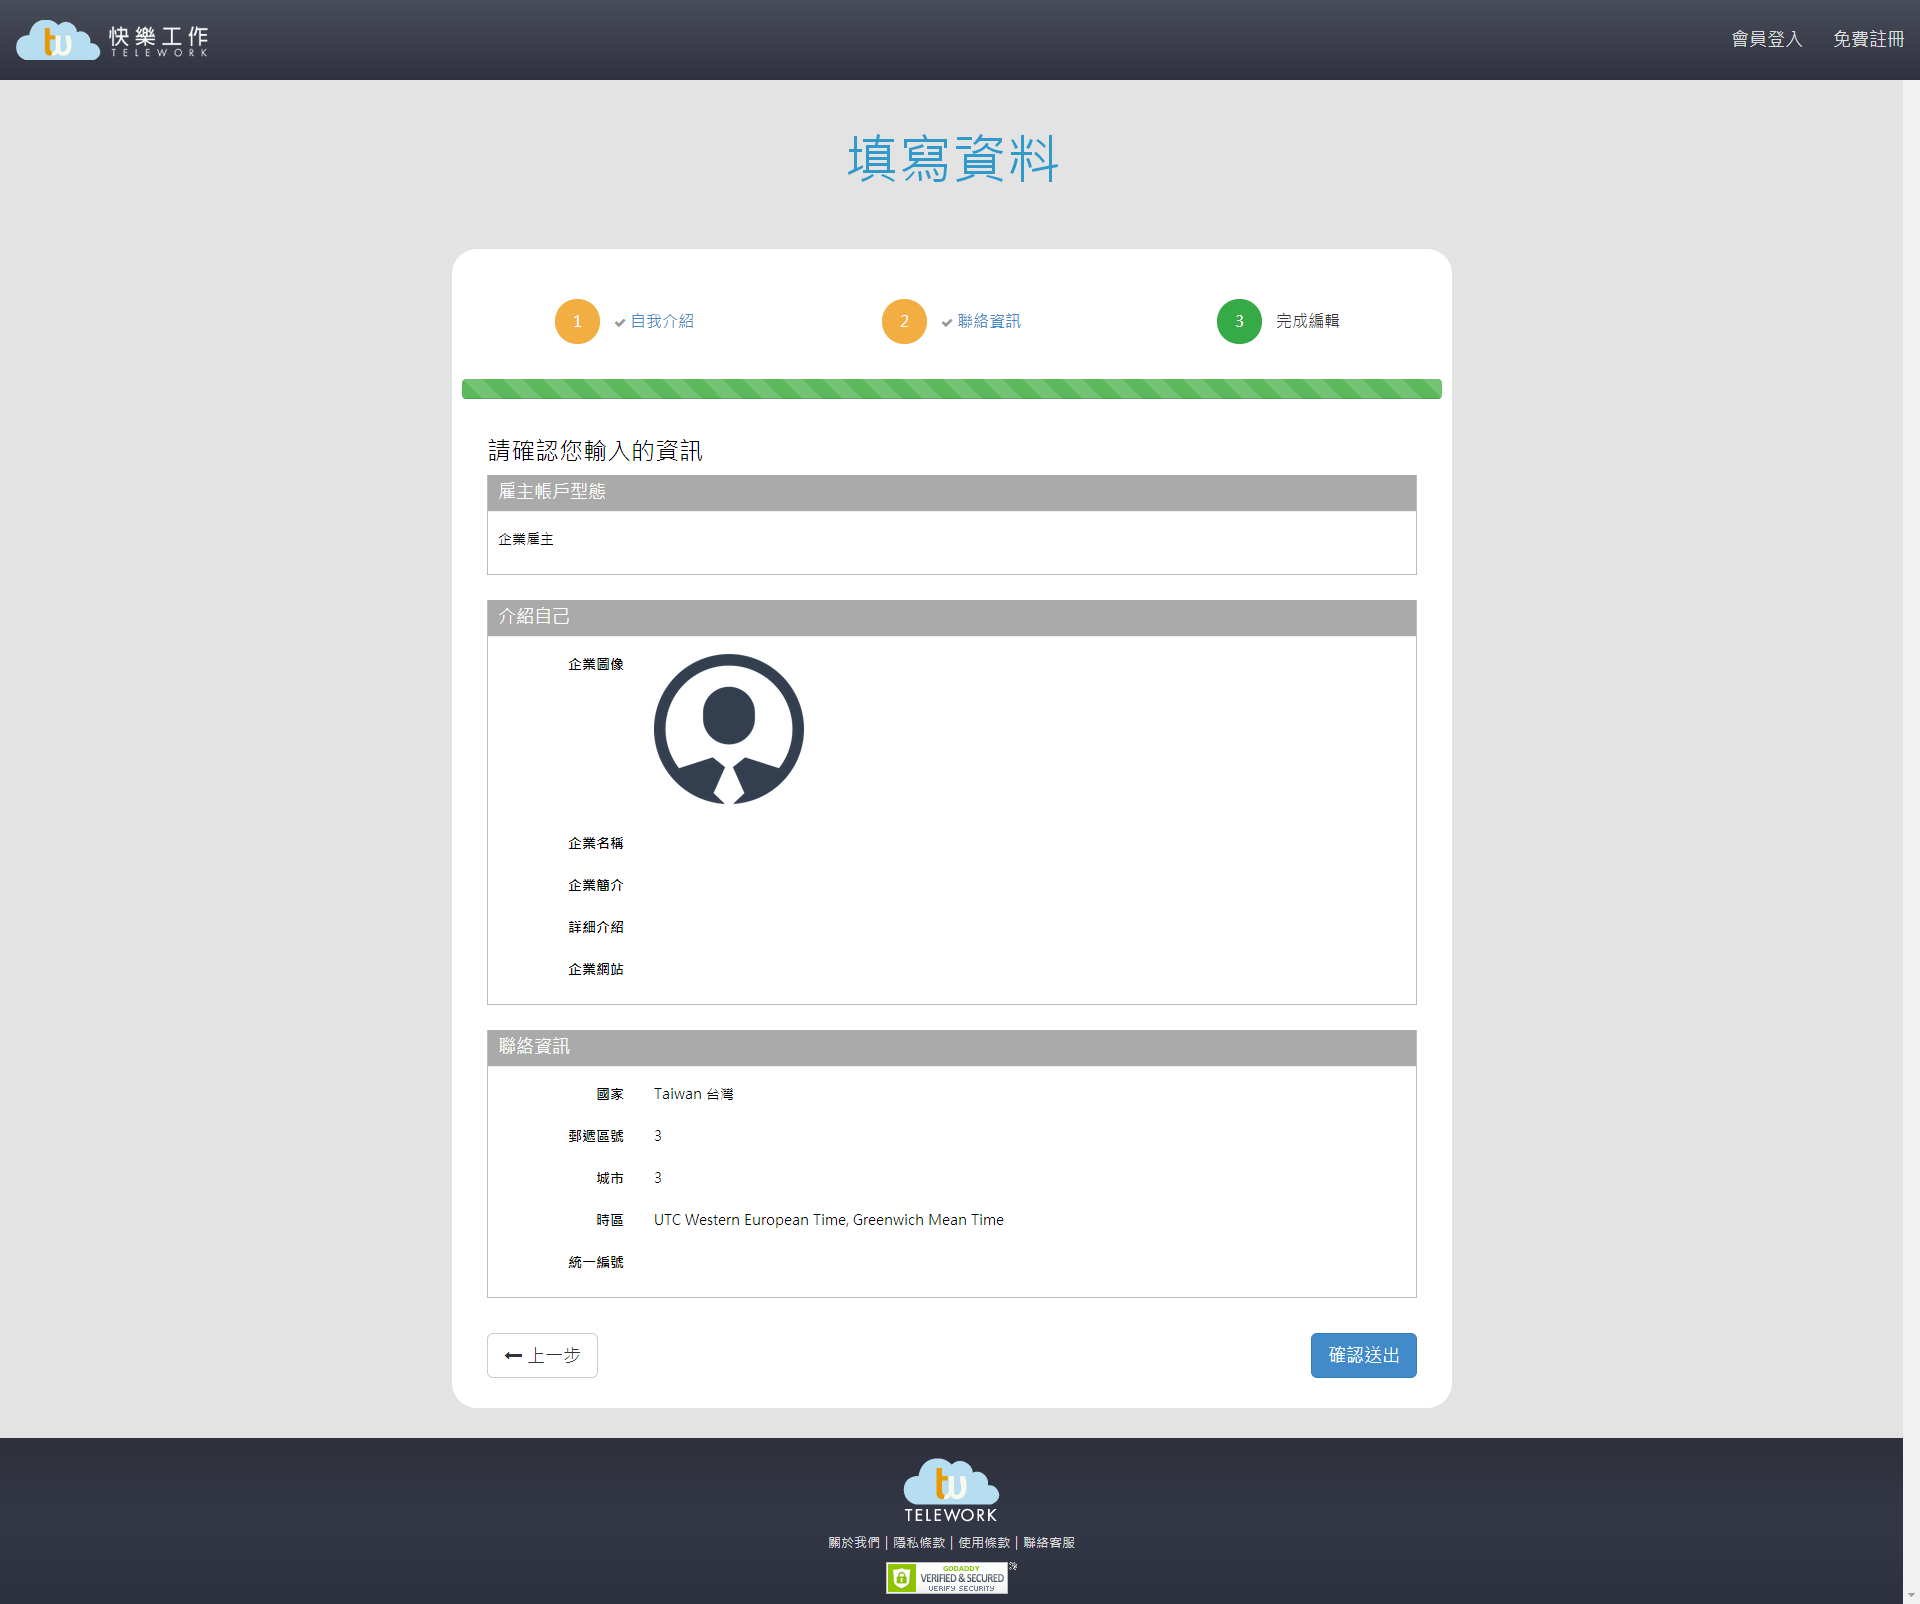 tw 快樂工作
TELEWORK
會員登入 免費註冊
填寫資料
1 自我介紹 2 聯絡資訊 3 完成編輯
請確認您輸入的資訊
雇主帳戶型態
企業雇主
介紹自己
企業圖像
企業名稱
企業簡介
詳細介紹
企業網站
聯絡資訊
國家 Taiwan 台灣
郵遞區號 3
城市 3
時區 UTC Western European Time, Greenwich Mean Time
統一編號
上一步 確認送出
tw
TELEWORK
關於我們 | 隱私條款 | 使用條款 | 聯絡客服
GODADDY
VERIFIED & SECURED
VERIFY SECURITY